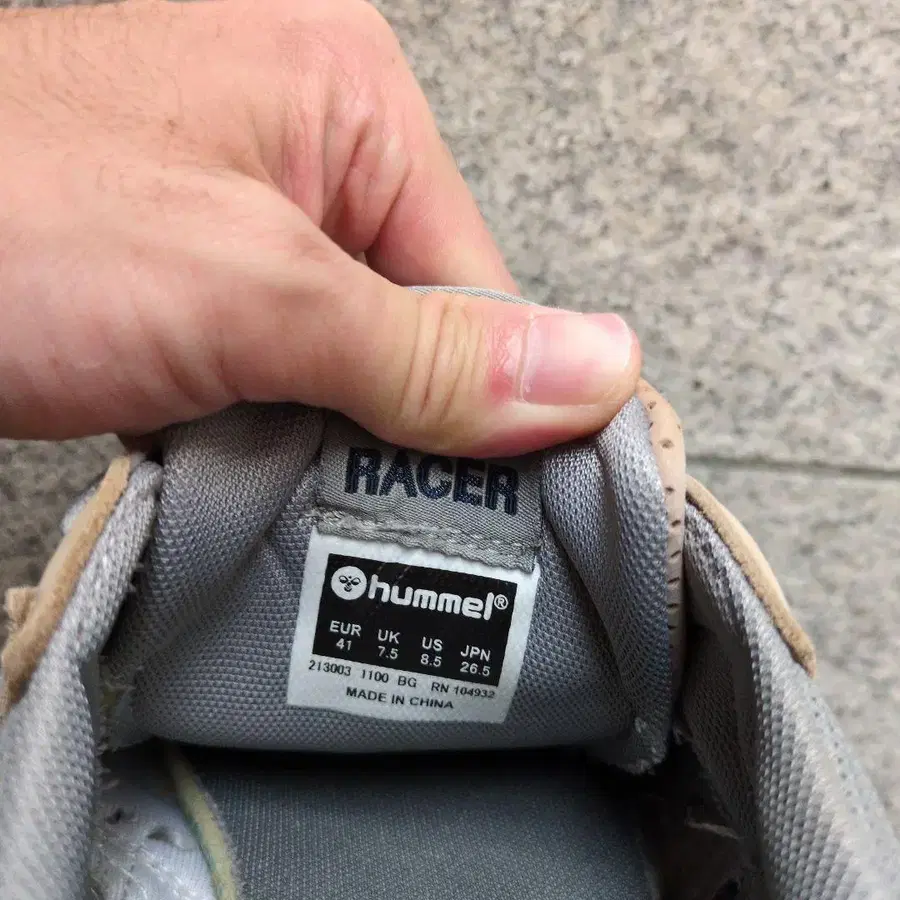 RACER
hummel®
EUR UK US JPN
41 7.5 8.5 26.5
213003 1100 BG RN 104932
MADE IN CHINA